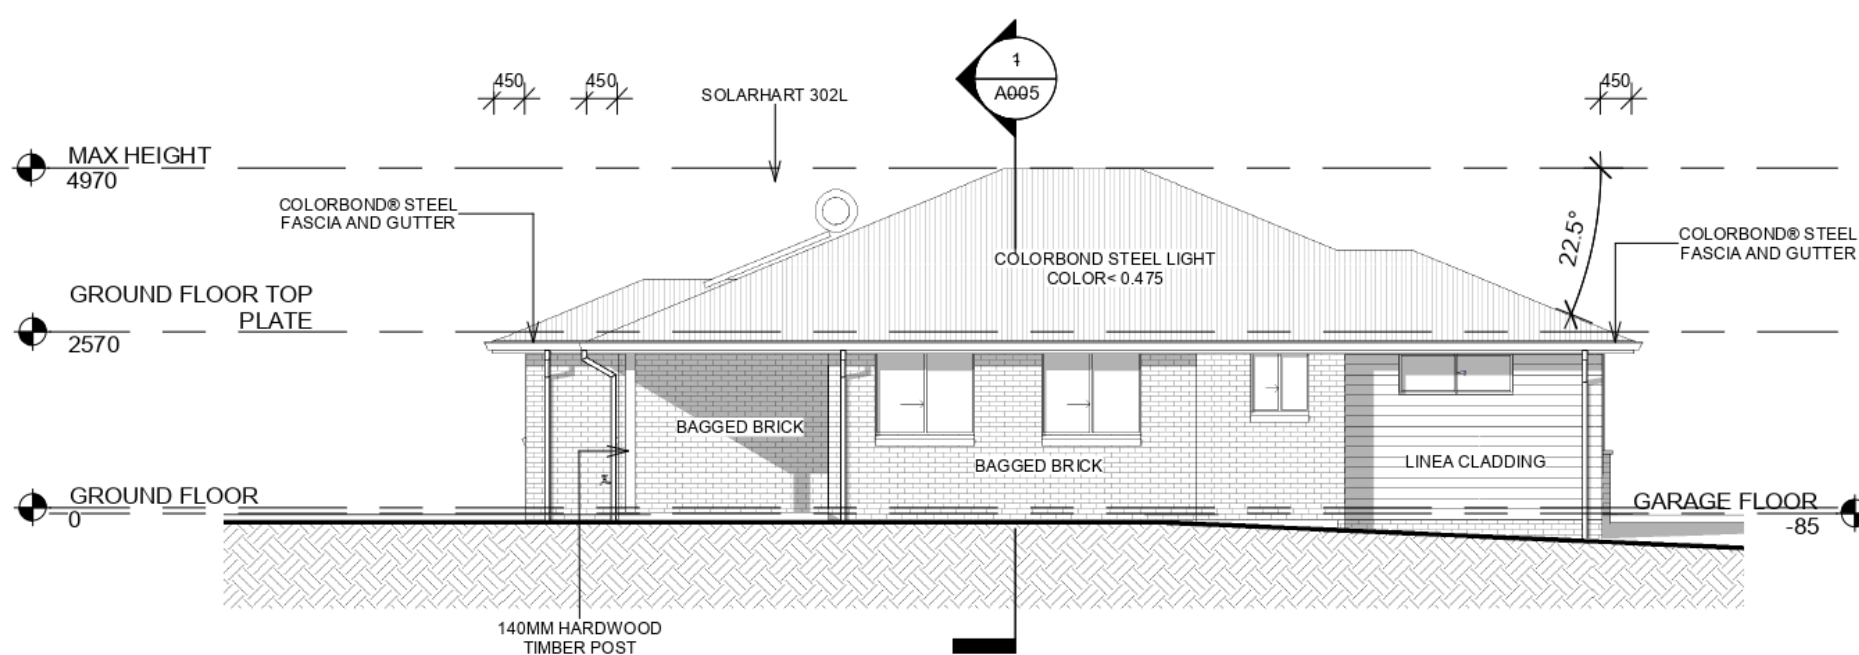 1
A005
450
450
450
SOLARHART 302L
MAX HEIGHT
4970
COLORBOND® STEEL
FASCIA AND GUTTER
22.5°
COLORBOND® STEEL
FASCIA AND GUTTER
COLORBOND STEEL LIGHT
COLOR< 0.475
GROUND FLOOR TOP
PLATE
2570
BAGGED BRICK
BAGGED BRICK
LINEA CLADDING
GROUND FLOOR
0
GARAGE FLOOR
-85
140MM HARDWOOD
TIMBER POST